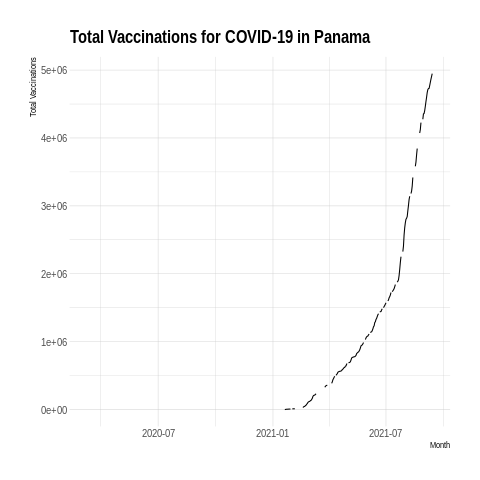 Total Vaccinations for COVID-19 in Panama
Total Vaccinations
5e+06
4e+06
3e+06
2e+06
1e+06
0e+00
2020-07 2021-01 2021-07
Month